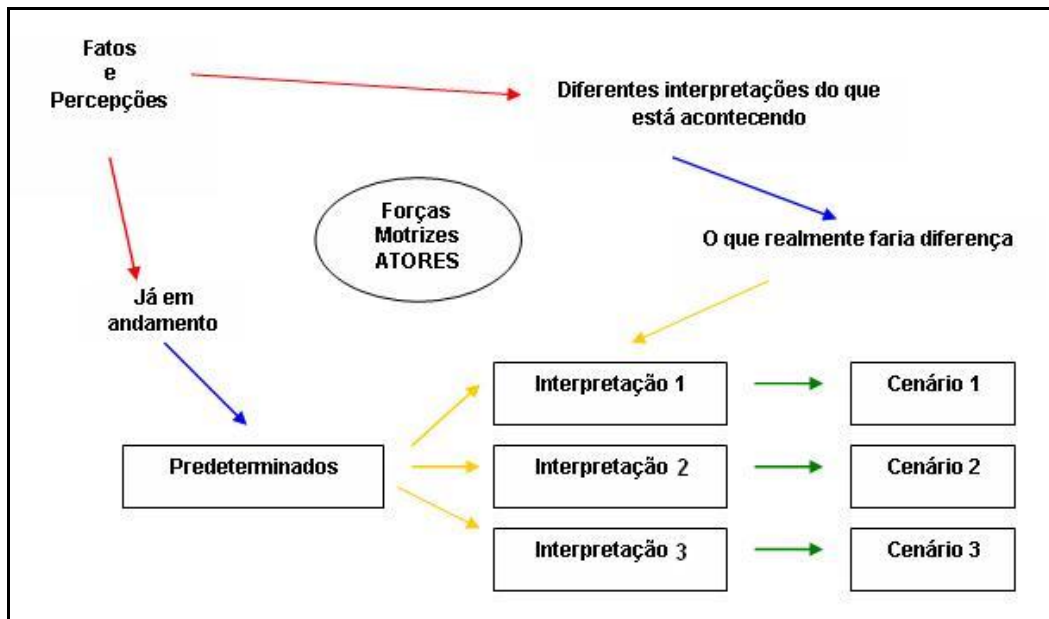 Fatos
e
Percepções
Diferentes interpretações do que
está acontecendo
Forças
Motrizes
ATORES
O que realmente faria diferença
Já em
andamento
Interpretação 1
Cenário 1
Predeterminados
Interpretação 2
Cenário 2
Interpretação 3
Cenário 3